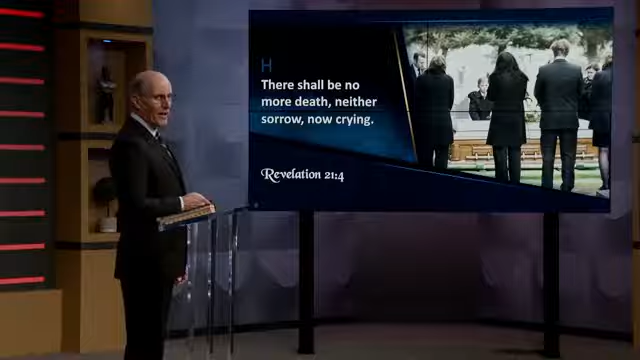 H
There shall be no
more death, neither
sorrow, now crying.
Revelation 21:4